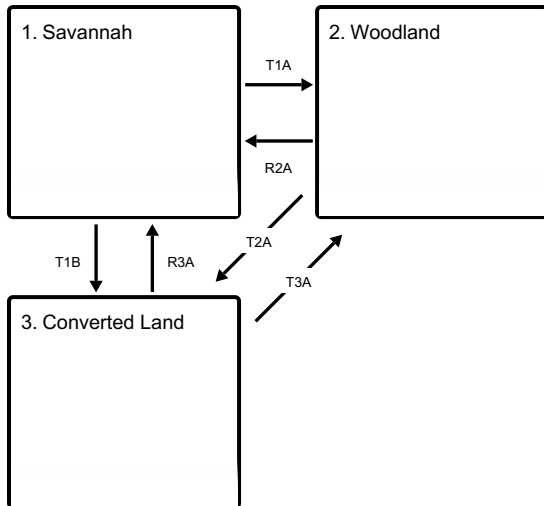 1. Savannah
2. Woodland
T1A
R2A
T1B
R3A
T2A
T3A
3. Converted Land